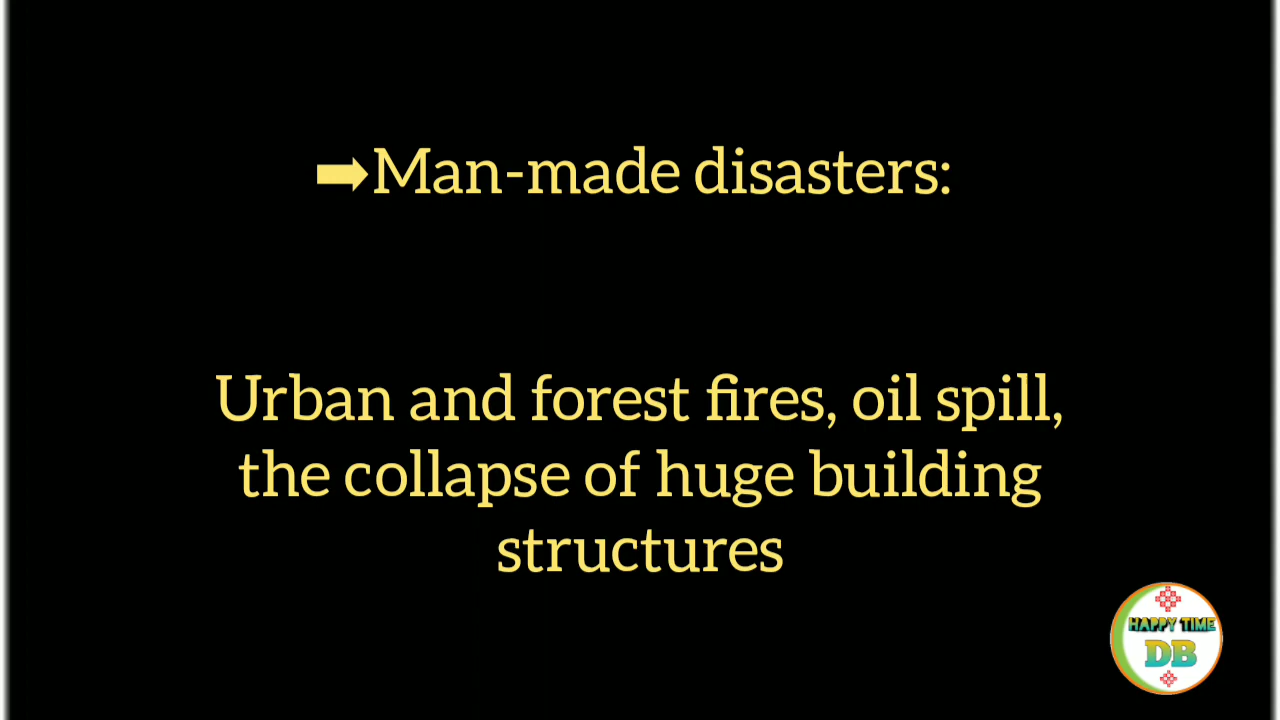 ➡Man-made disasters:
Urban and forest fires, oil spill,
the collapse of huge building
structures
HAPPY TIME
DB